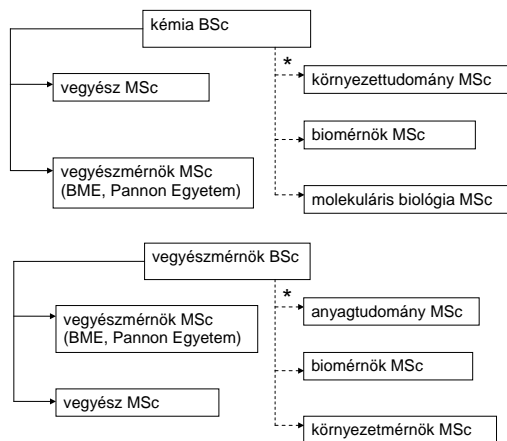 kémia BSc
*
vegyész MSc
környezettudomány MSc
biomérnök MSc
vegyészmérnök MSc
(BME, Pannon Egyetem)
molekuláris biológia MSc
vegyészmérnök BSc
*
vegyészmérnök MSc
(BME, Pannon Egyetem)
anyagtudomány MSc
biomérnök MSc
vegyész MSc
környezetmérnök MSc